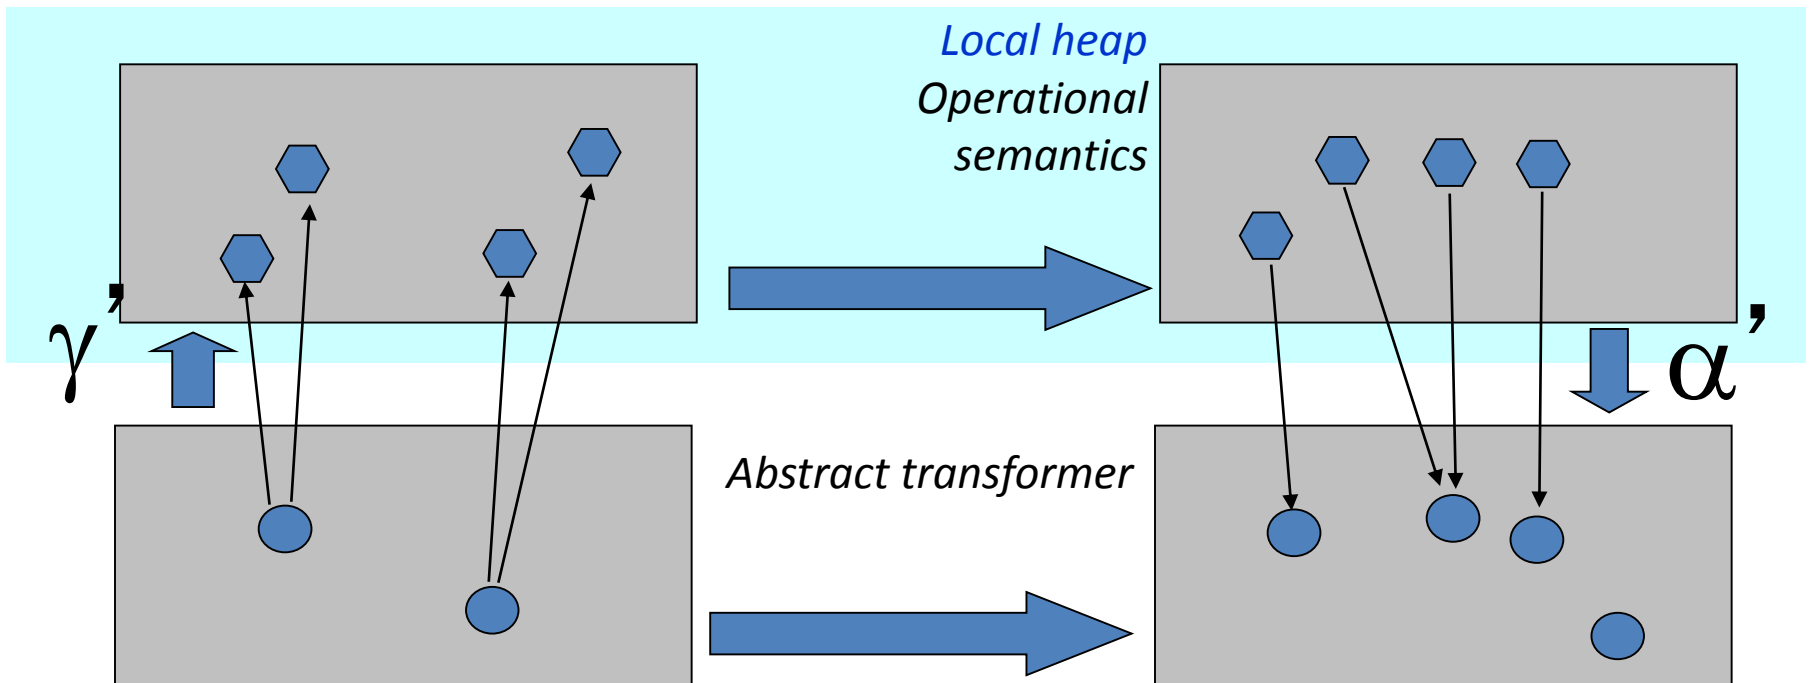 Local heap
Operational
semantics
γ’
α’
Abstract transformer